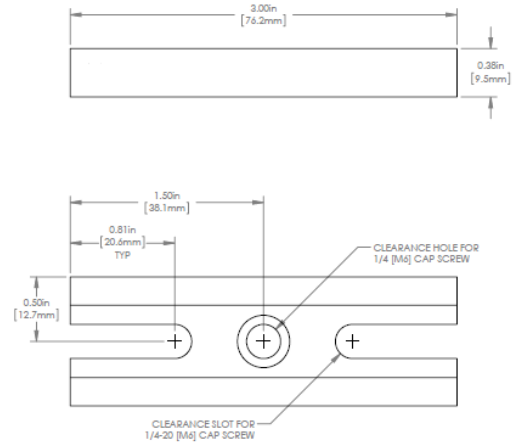 3.00in
[76.2mm]
0.38in
[9.5mm]
1.50in
[38.1mm]
0.81in
[20.6mm]
TYP
CLEARANCE HOLE FOR
1/4 [M6] CAP SCREW
0.50in
[12.7mm]
CLEARANCE SLOT FOR
1/4-20 [M6] CAP SCREW